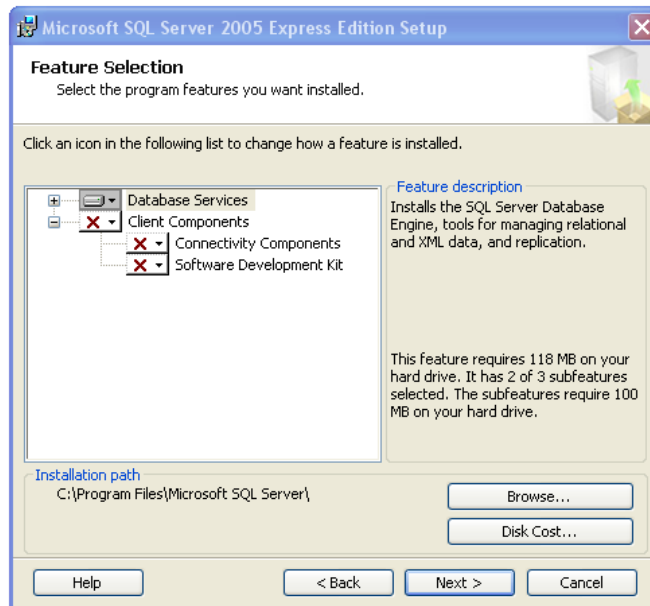 Microsoft SQL Server 2005 Express Edition Setup
Feature Selection
Select the program features you want installed.
Click an icon in the following list to change how a feature is installed.
Database Services
Client Components
Connectivity Components
Software Development Kit
Feature description
Installs the SQL Server Database
Engine, tools for managing relational
and XML data, and replication.
This feature requires 118 MB on your
hard drive. It has 2 of 3 subfeatures
selected. The subfeatures require 100
MB on your hard drive.
Installation path
C:\Program Files\Microsoft SQL Server\
Browse...
Disk Cost...
Help
< Back
Next >
Cancel